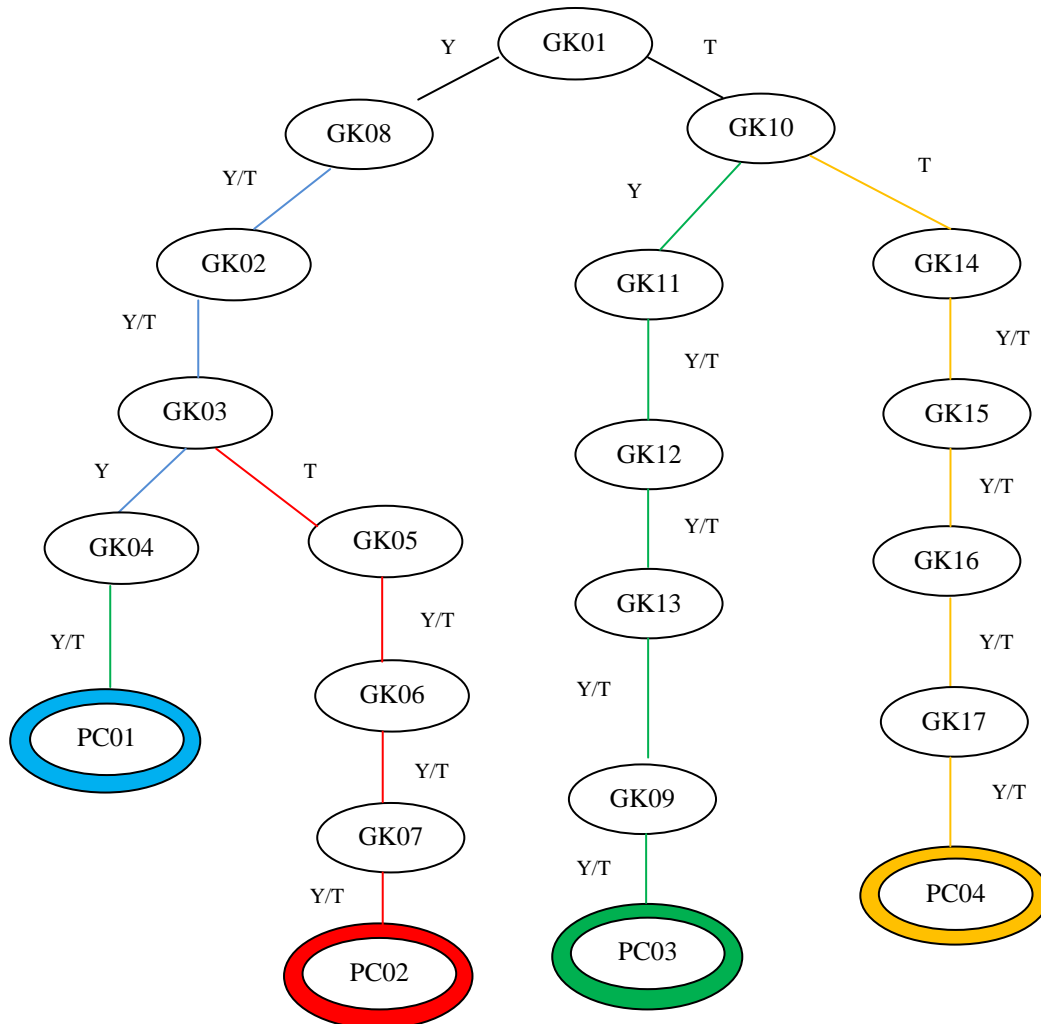 GK01
Y
T
GK08
GK10
Y/T
Y
T
GK02
GK11
GK14
Y/T
Y/T
Y/T
GK03
GK12
GK15
Y
T
Y/T
Y/T
GK04
GK05
GK13
GK16
Y/T
Y/T
Y/T
Y/T
PC01
GK06
GK09
GK17
Y/T
Y/T
Y/T
GK07
PC03
PC04
Y/T
PC02